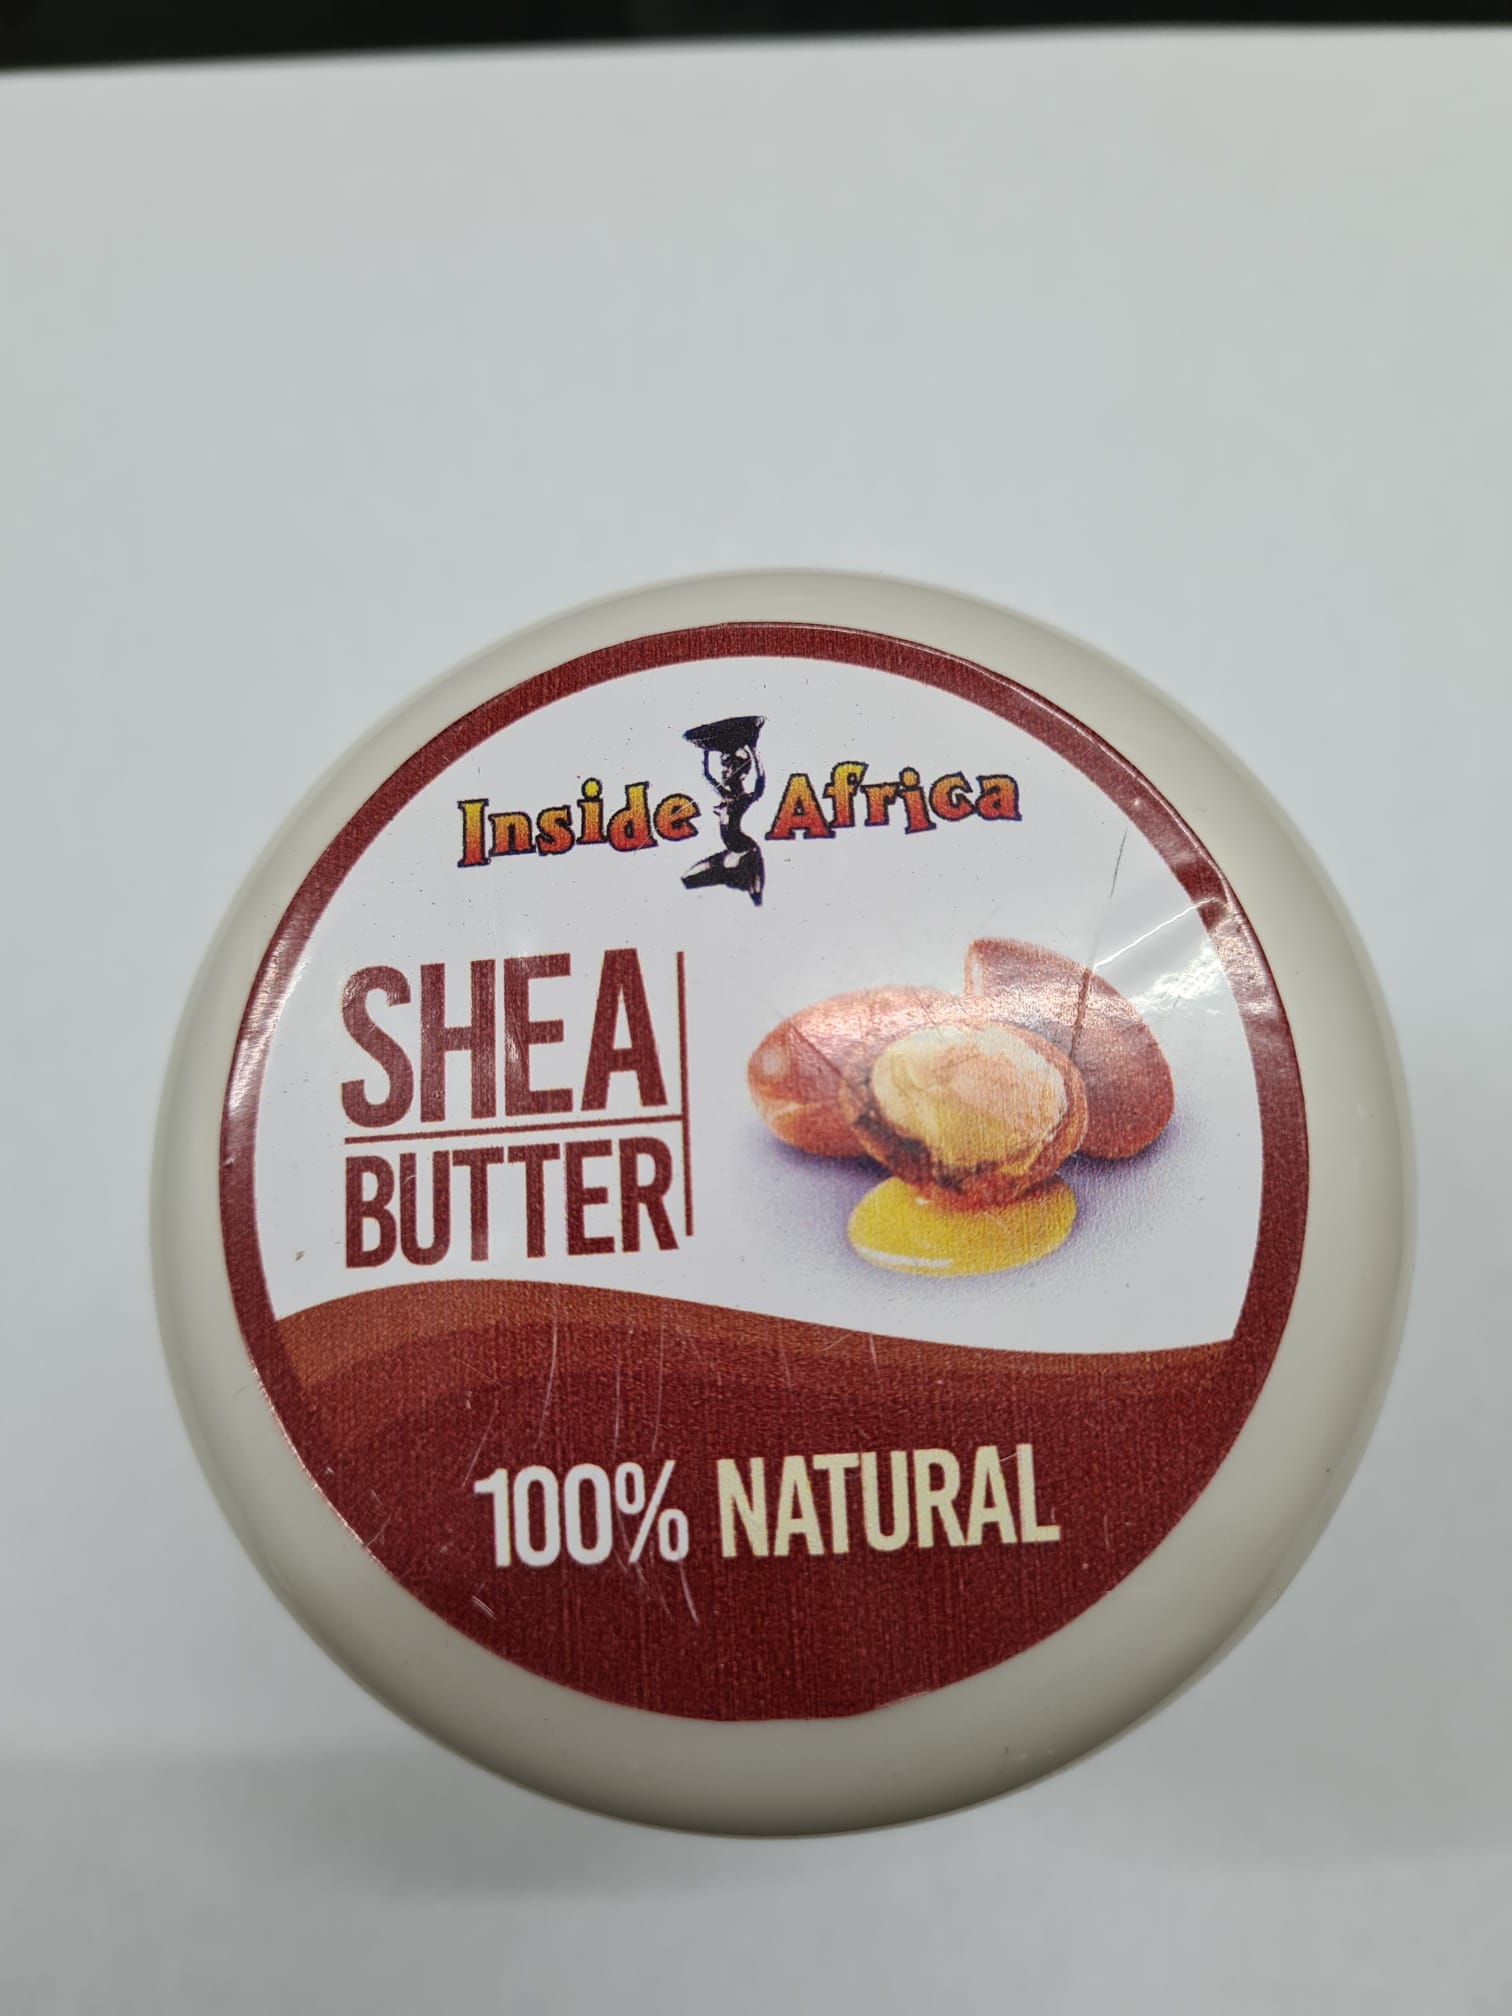 Inside Africa
SHEA
BUTTER
100% NATURAL